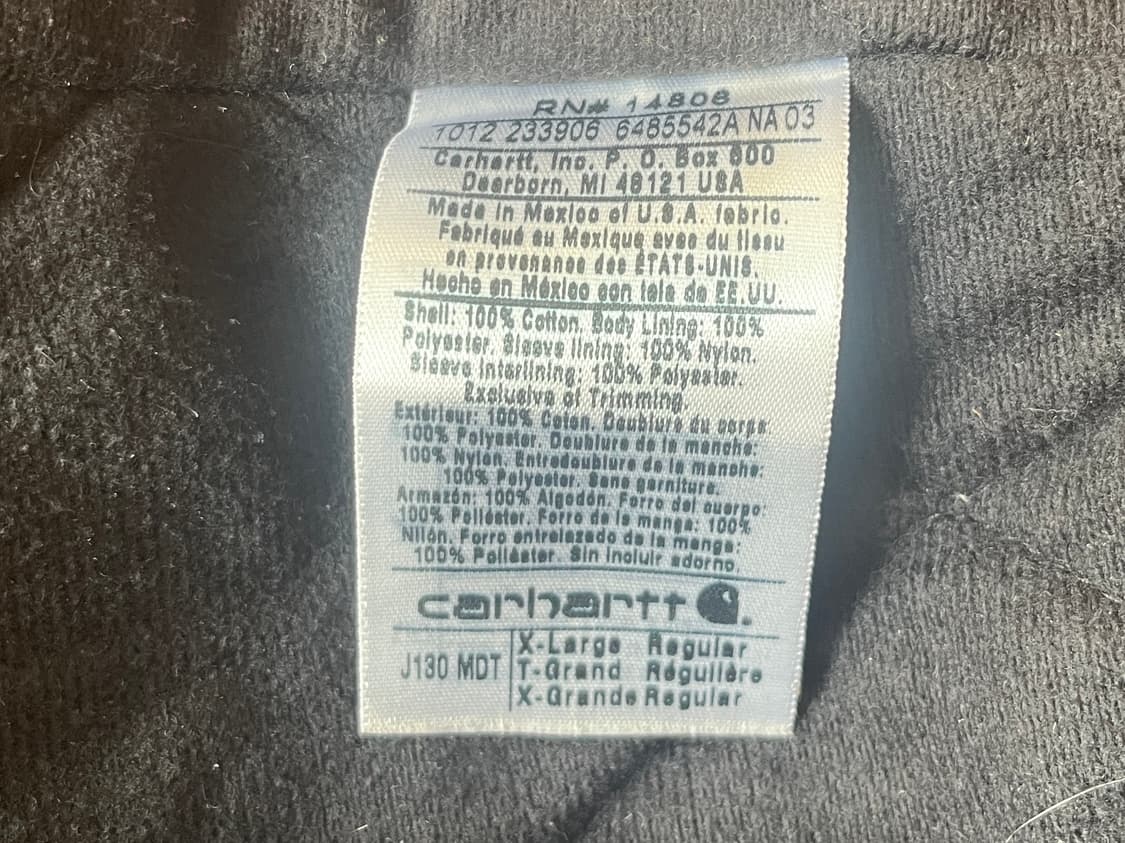 RN# 14806
1012 233906 6485542A NA 03
Carhartt, Inc. P. O. Box 600
Dearborn, MI 48121 USA
Made in Mexico of U.S.A. fabric.
Fabriqué au Mexique avec du tissu
en provenance des ÉTATS-UNIS.
Hecho en México con tela de EE.UU.
Shell: 100% Cotton. Body Lining: 100%
Polyester. Sleeve lining: 100% Nylon.
Sleeve interlining: 100% Polyester.
Exclusive of Trimming.
Extérieur: 100% Coton. Doublure du corps:
100% Polyester. Doublure de la manche:
100% Nylon. Entredoublure de la manche:
100% Polyester. Sans garniture.
Armazón: 100% Algodón. Forro del cuerpo:
100% Poliéster. Forro de la manga: 100%
Nilón. Forro entrelazado de la manga:
100% Poliéster. Sin incluir adorno.
carhartt
J130 MDT
X-Large Regular
T-Grand Régulière
X-Grande Regular